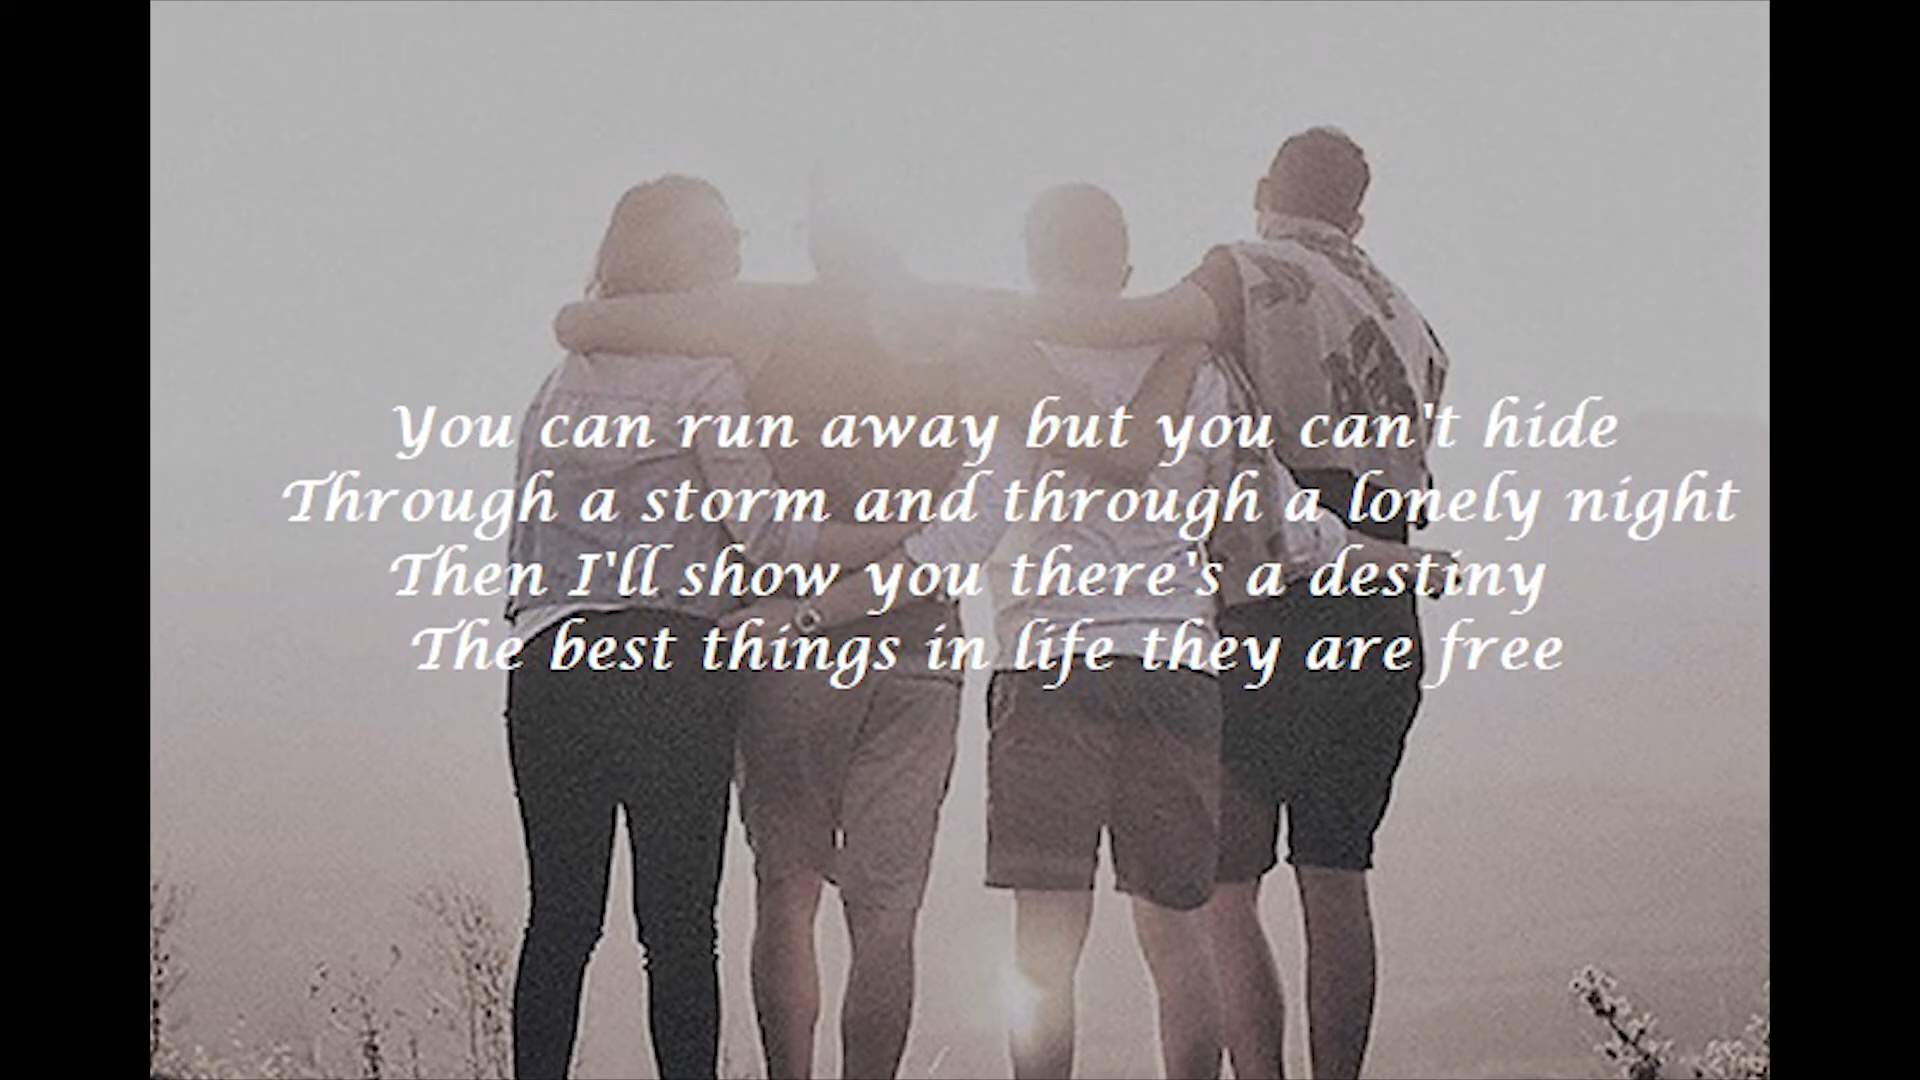 You can run away but you can't hide
Through a storm and through a lonely night
Then I'll show you there's a destiny
The best things in life they are free